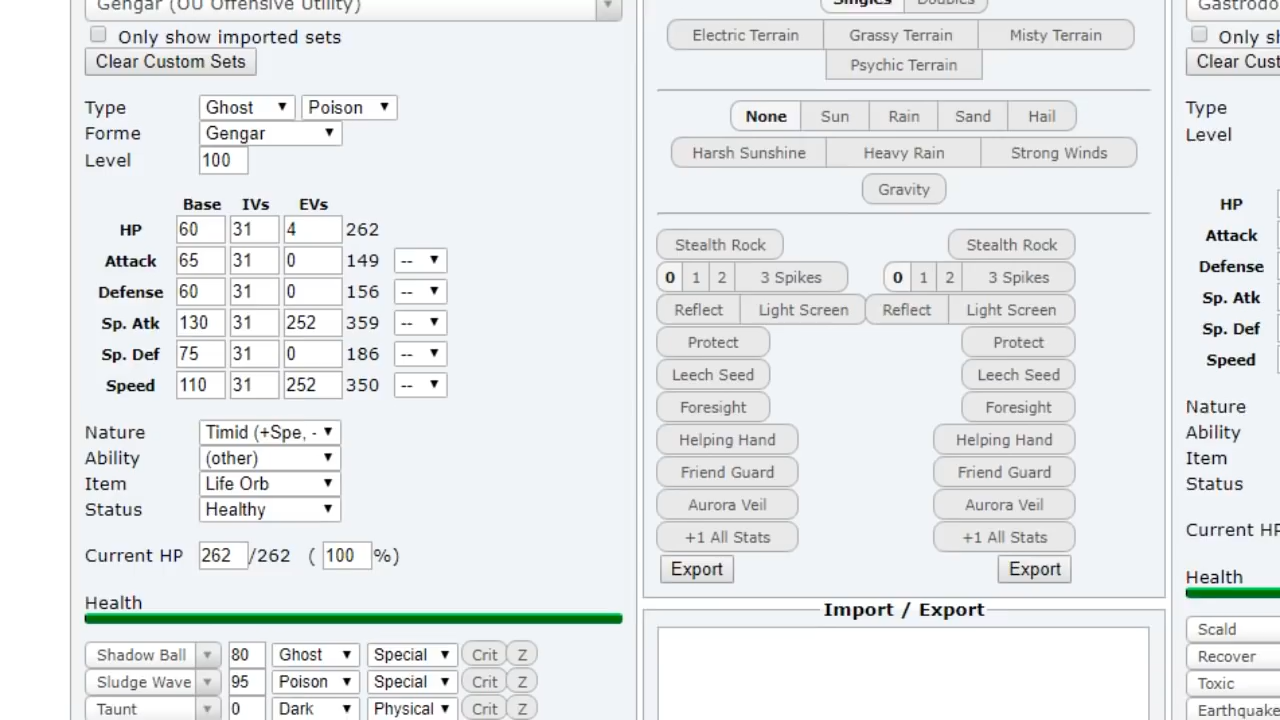 Gengar (OU Offensive Utility)
Only show imported sets
Clear Custom Sets
Type Ghost Poison
Forme Gengar
Level 100
Base IVs EVs
HP 60 31 4 262
Attack 65 31 0 149 --
Defense 60 31 0 156 --
Sp. Atk 130 31 252 359 --
Sp. Def 75 31 0 186 --
Speed 110 31 252 350 --
Nature Timid (+Spe, -
Ability (other)
Item Life Orb
Status Healthy
Current HP 262 /262 ( 100 %)
Health
Shadow Ball 80 Ghost Special Crit Z
Sludge Wave 95 Poison Special Crit Z
Taunt 0 Dark Physical Crit Z
Singles Doubles
Electric Terrain Grassy Terrain Misty Terrain
Psychic Terrain
None Sun Rain Sand Hail
Harsh Sunshine Heavy Rain Strong Winds
Gravity
Stealth Rock Stealth Rock
0 1 2 3 Spikes 0 1 2 3 Spikes
Reflect Light Screen Reflect Light Screen
Protect Protect
Leech Seed Leech Seed
Foresight Foresight
Helping Hand Helping Hand
Friend Guard Friend Guard
Aurora Veil Aurora Veil
+1 All Stats +1 All Stats
Export Export
Import / Export
Gastrodo
Only sh
Clear Cust
Type
Level
HP
Attack
Defense
Sp. Atk
Sp. Def
Speed
Nature
Ability
Item
Status
Current HP
Health
Scald
Recover
Toxic
Earthquake